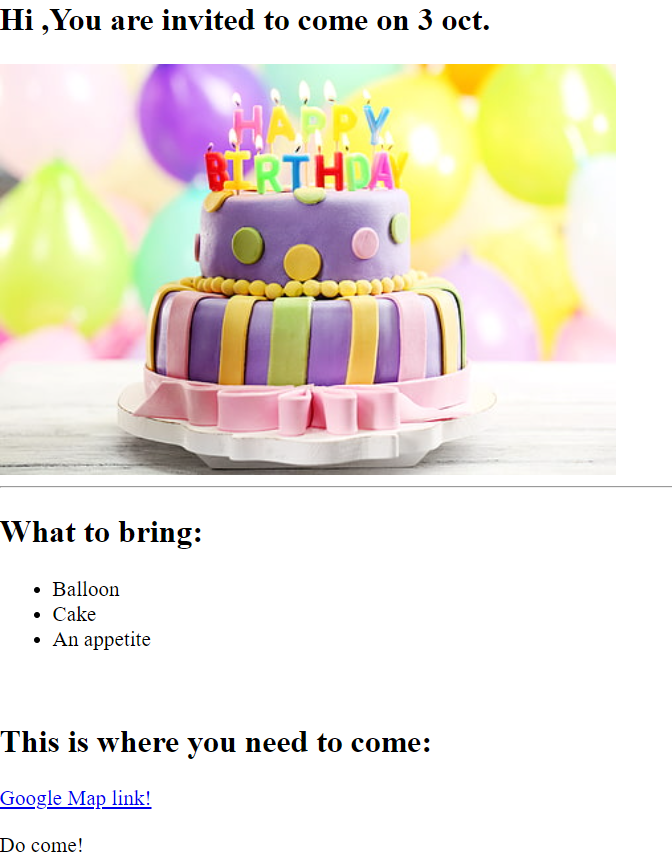 Hi ,You are invited to come on 3 oct.
HAPPY
BIRTHDAY
What to bring:
Balloon
Cake
An appetite
This is where you need to come:
Google Map link!
Do come!